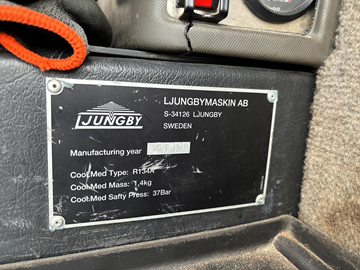 LJUNGBY
LJUNGBYMASKIN AB
S-34126 LJUNGBY
SWEDEN
Manufacturing year
Cool.Med Type: R134A
Cool.Med Mass: 1,4kg
Cool.Med Safty Press: 37Bar